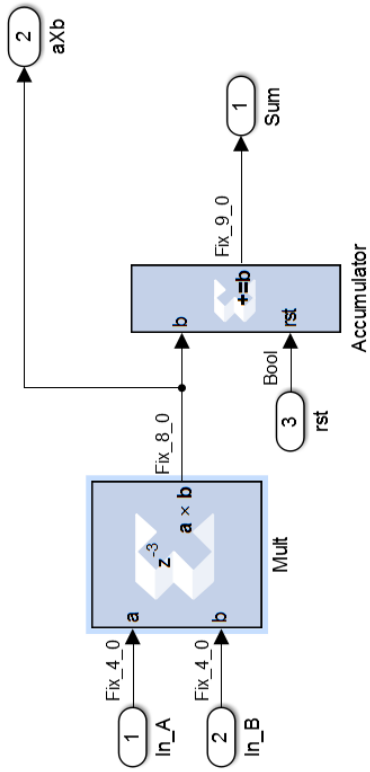 1
In_A
Fix_4_0
2
In_B
Fix_4_0
a
b
z
-3
a × b
Mult
Fix_8_0
3
rst
Bool
b
rst
+=b
Accumulator
Fix_9_0
1
Sum
2
aXb